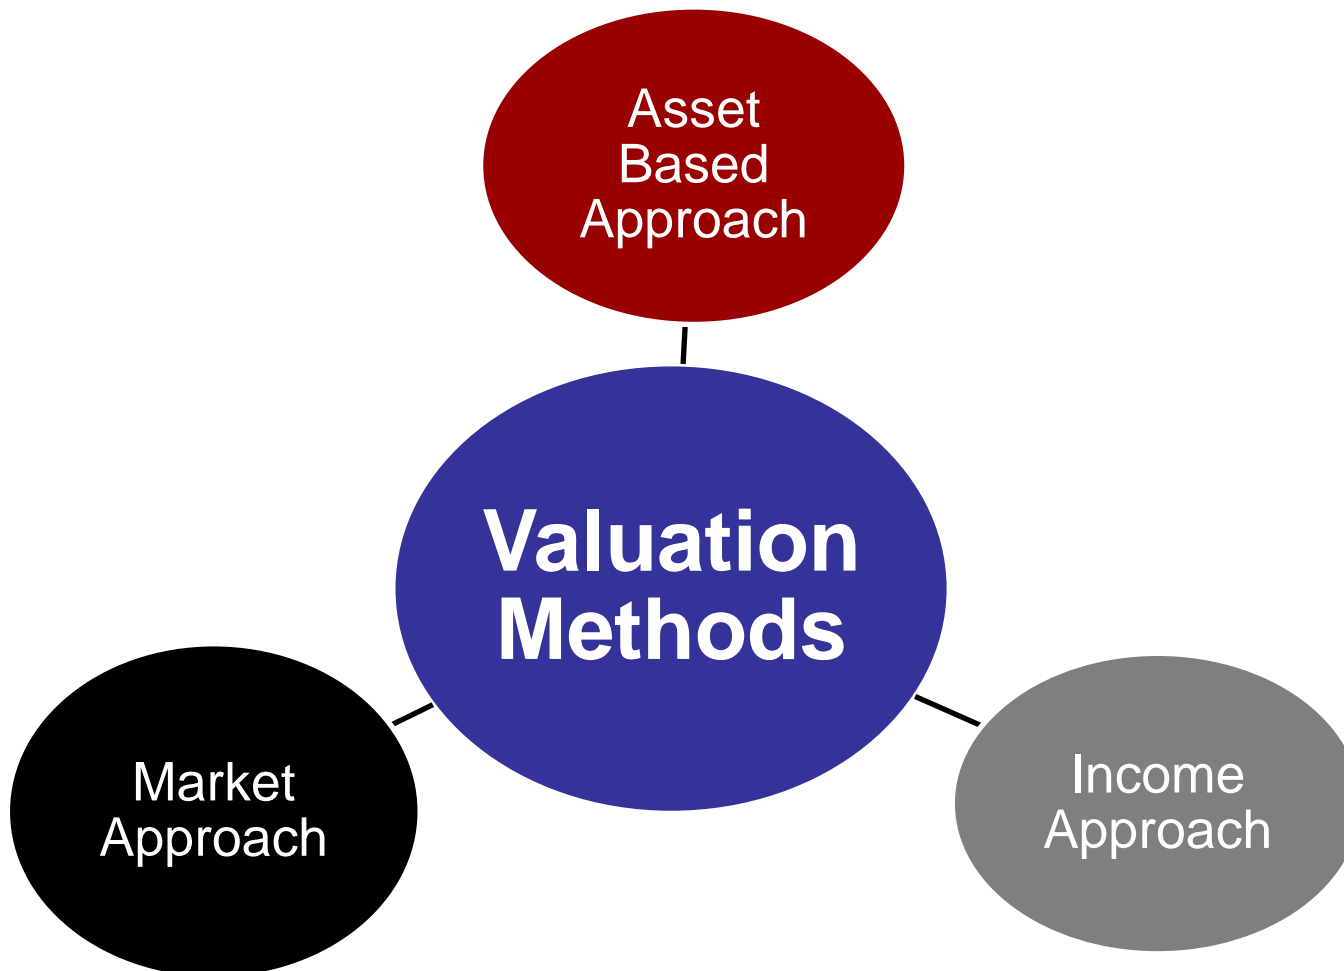 Asset
Based
Approach
Valuation
Methods
Market
Approach
Income
Approach